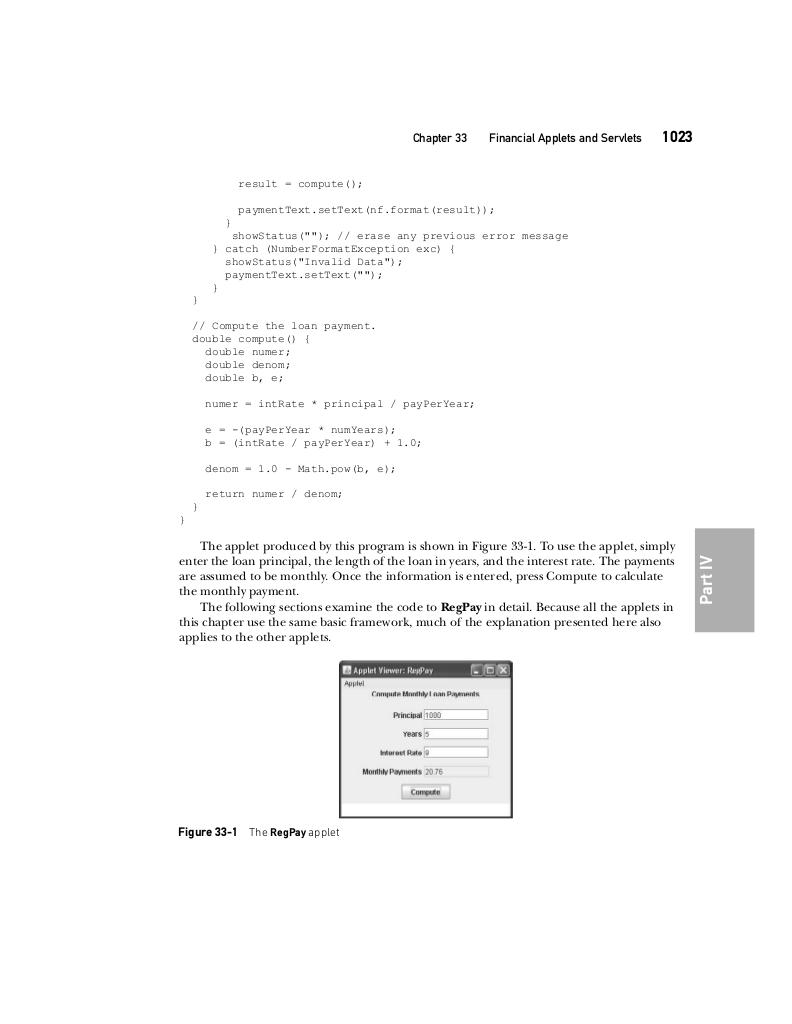 Chapter 33 Financial Applets and Servlets 1023
result = compute();
paymentText.setText(nf.format(result));
}
showStatus(""); // erase any previous error message
} catch (NumberFormatException exc) {
showStatus("Invalid Data");
paymentText.setText("");
}
}
// Compute the loan payment.
double compute() {
double numer;
double denom;
double b, e;
numer = intRate * principal / payPerYear;
e = -(payPerYear * numYears);
b = (intRate / payPerYear) + 1.0;
denom = 1.0 - Math.pow(b, e);
return numer / denom;
}
}
The applet produced by this program is shown in Figure 33-1. To use the applet, simply
enter the loan principal, the length of the loan in years, and the interest rate. The payments
are assumed to be monthly. Once the information is entered, press Compute to calculate
the monthly payment.
The following sections examine the code to RegPay in detail. Because all the applets in
this chapter use the same basic framework, much of the explanation presented here also
applies to the other applets.
Part IV
Applet Viewer: RegPay
Applet
Compute Monthly Loan Payments
Principal 1000
Years 5
Interest Rate 9
Monthly Payments 20.76
Compute
Figure 33-1 The RegPay applet